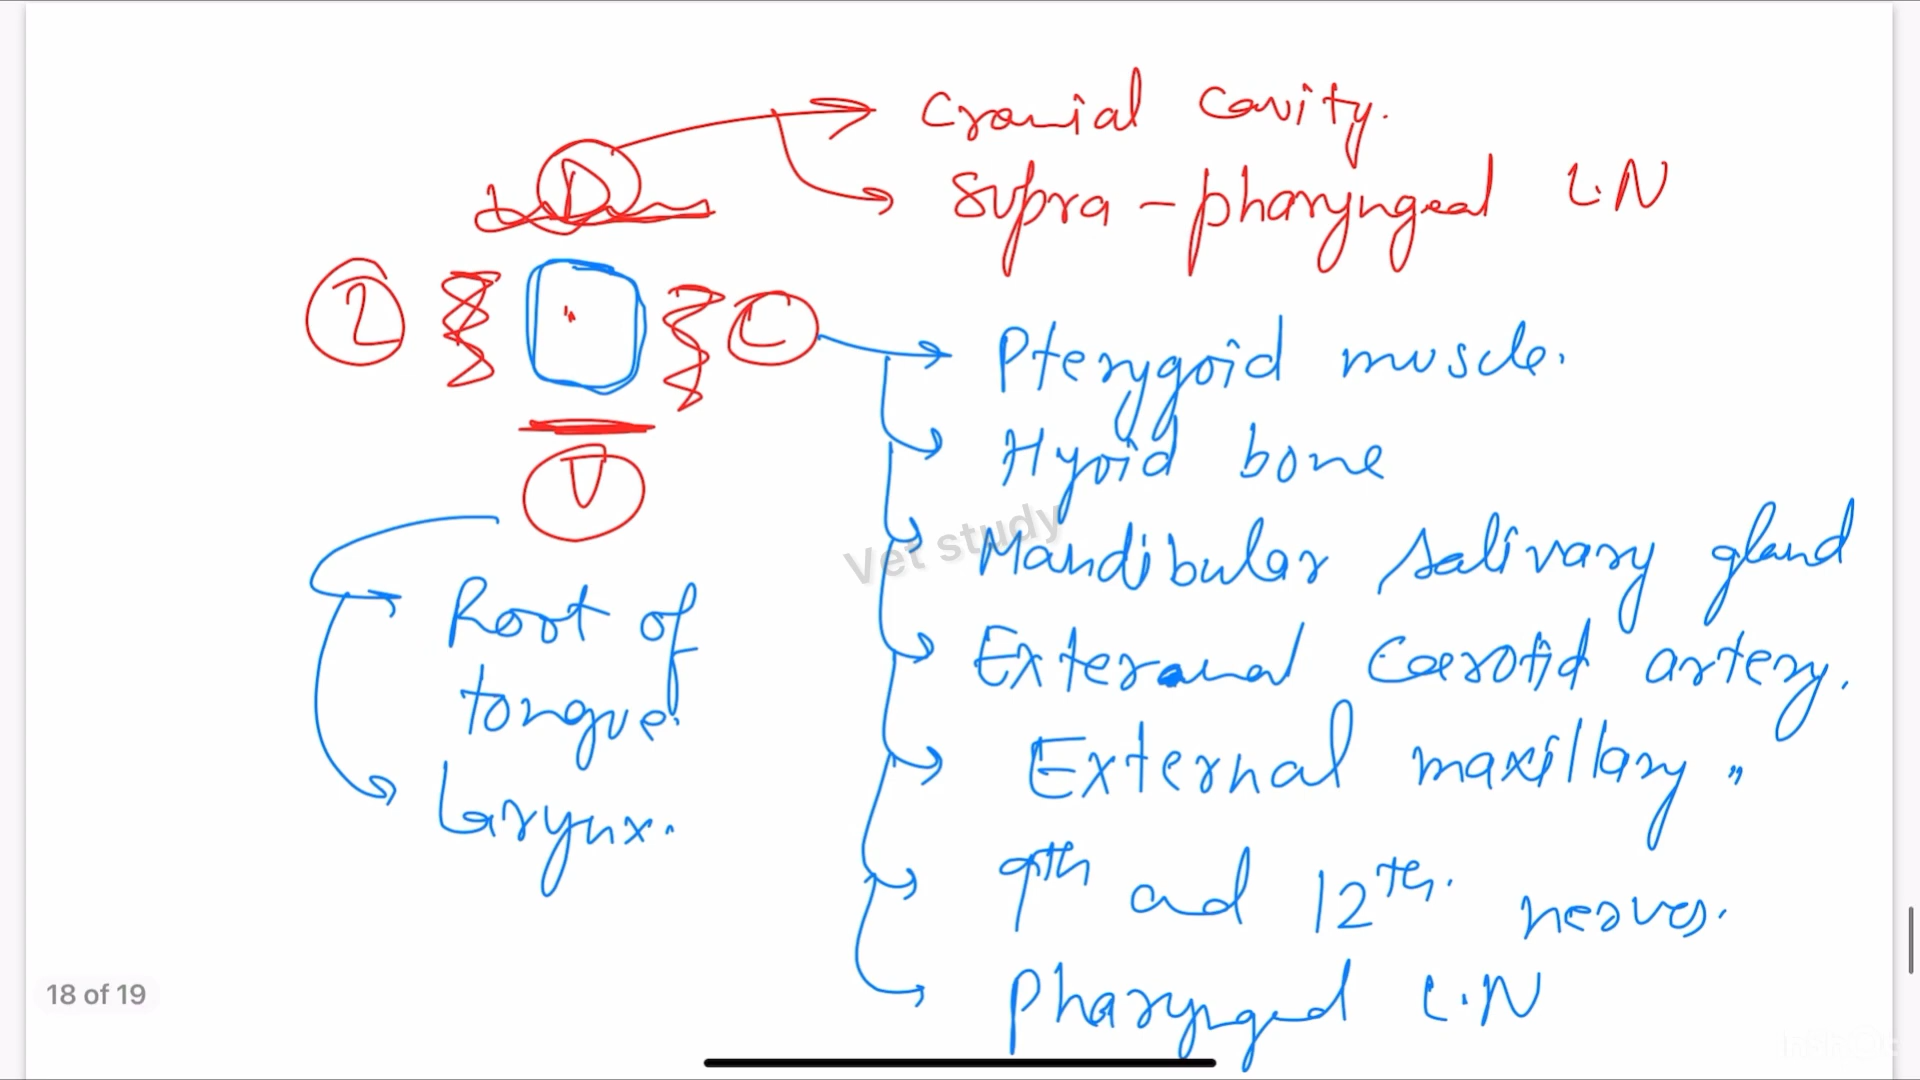 Cranial cavity.
D
Supra-pharyngeal L.N
L
L
Pterygoid muscle.
V
Hyoid bone
Vet study
Mandibular salivary gland
Root of
External Carotid artery.
tongue.
External maxillary "
Larynx.
9th and 12th. nerves.
Pharyngeal L.N
18 of 19